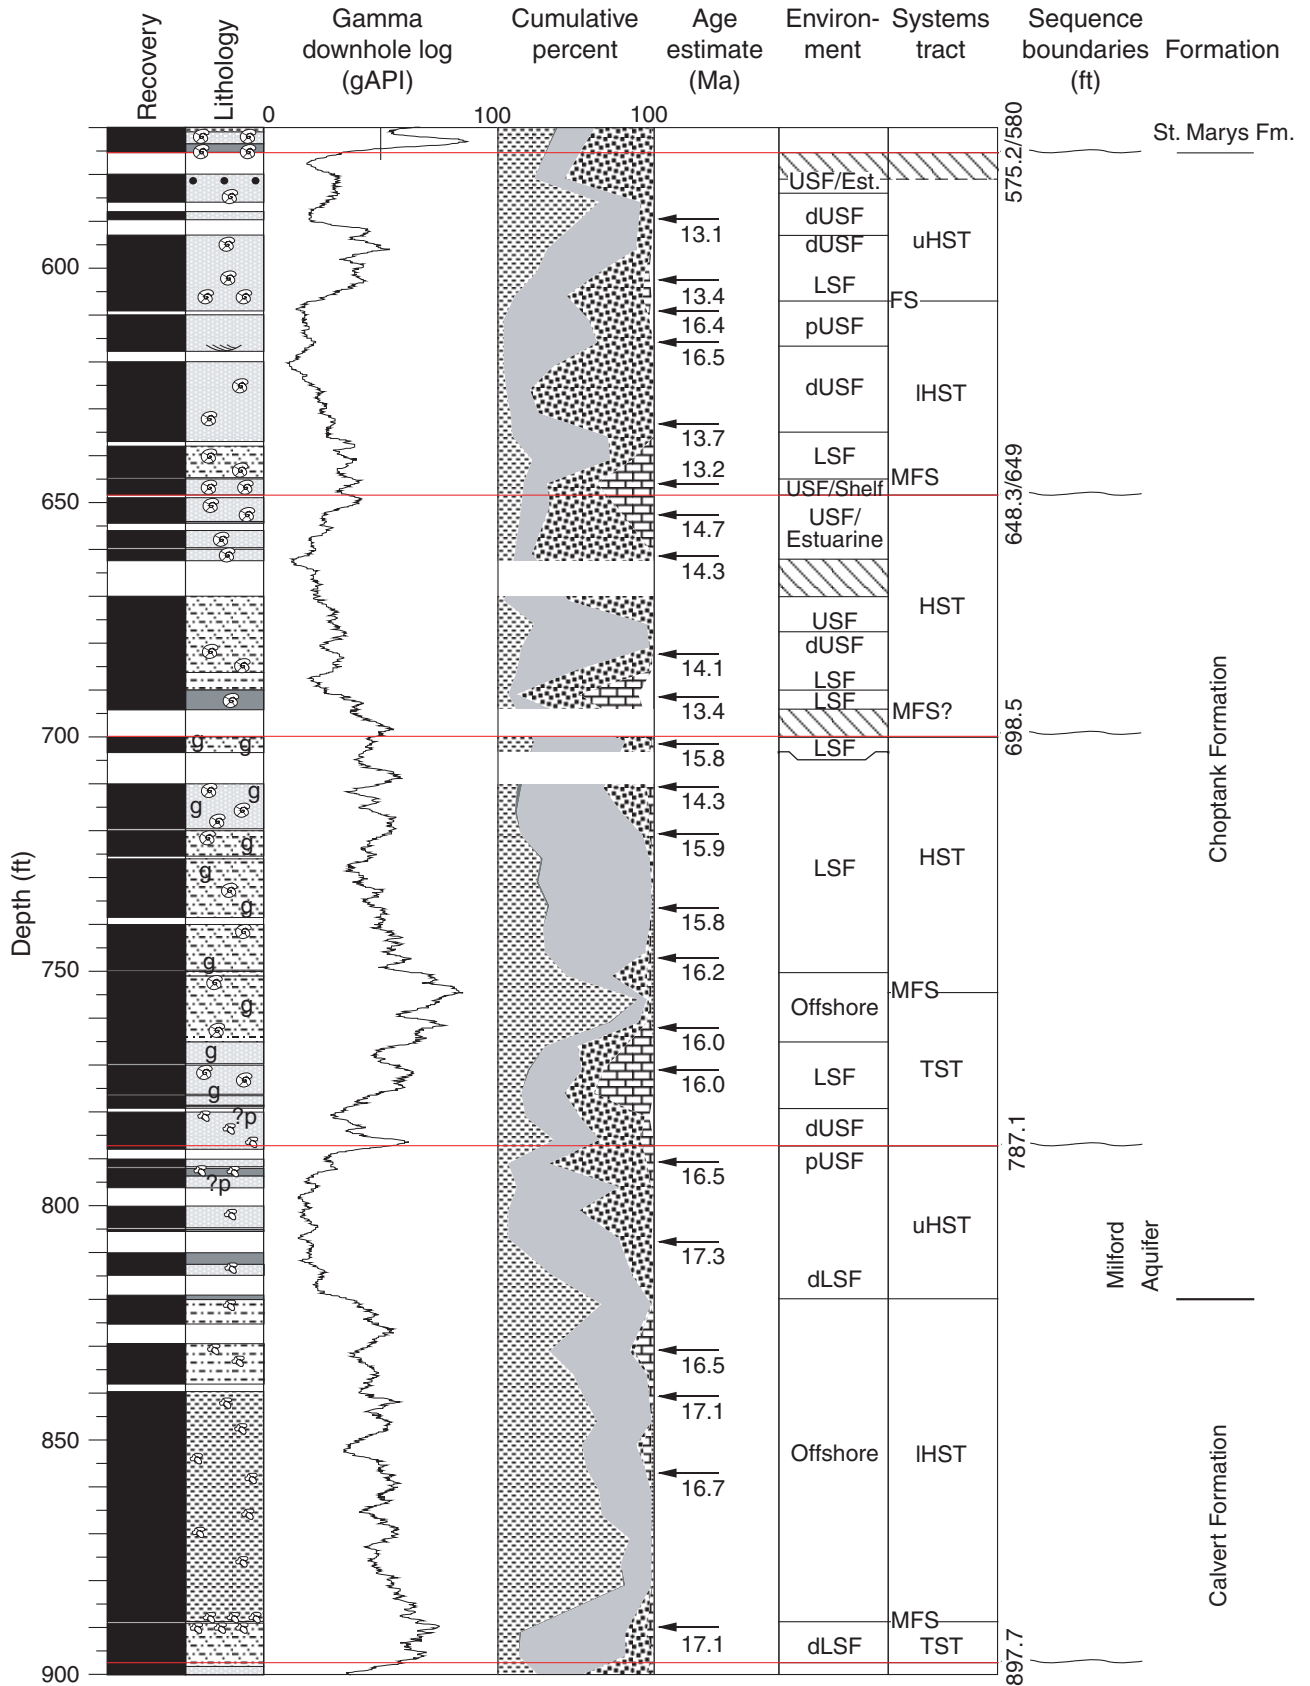 Recovery
Lithology
Gamma
downhole log
(gAPI)
Cumulative
percent
Age
estimate
(Ma)
Environ-
ment
Systems
tract
Sequence
boundaries
(ft)
Formation
0
100
100
575.2/580
St. Marys Fm.
USF/Est.
dUSF
13.1
uHST
dUSF
600
LSF
13.4
FS
16.4
pUSF
16.5
dUSF
lHST
13.7
LSF
13.2
MFS
USF/Shelf
648.3/649
650
USF/
14.7
Estuarine
14.3
HST
USF
dUSF
14.1
LSF
LSF
13.4
MFS?
698.5
700
g
g
LSF
15.8
g
14.3
g
g
15.9
HST
g
LSF
g
15.8
Choptank Formation
Depth (ft)
g
16.2
750
MFS
g
Offshore
16.0
g
TST
16.0
LSF
g
?p
dUSF
787.1
pUSF
16.5
?p
800
uHST
17.3
dLSF
Milford
Aquifer
16.5
17.1
850
Offshore
lHST
16.7
Calvert Formation
MFS
17.1
dLSF
TST
897.7
900